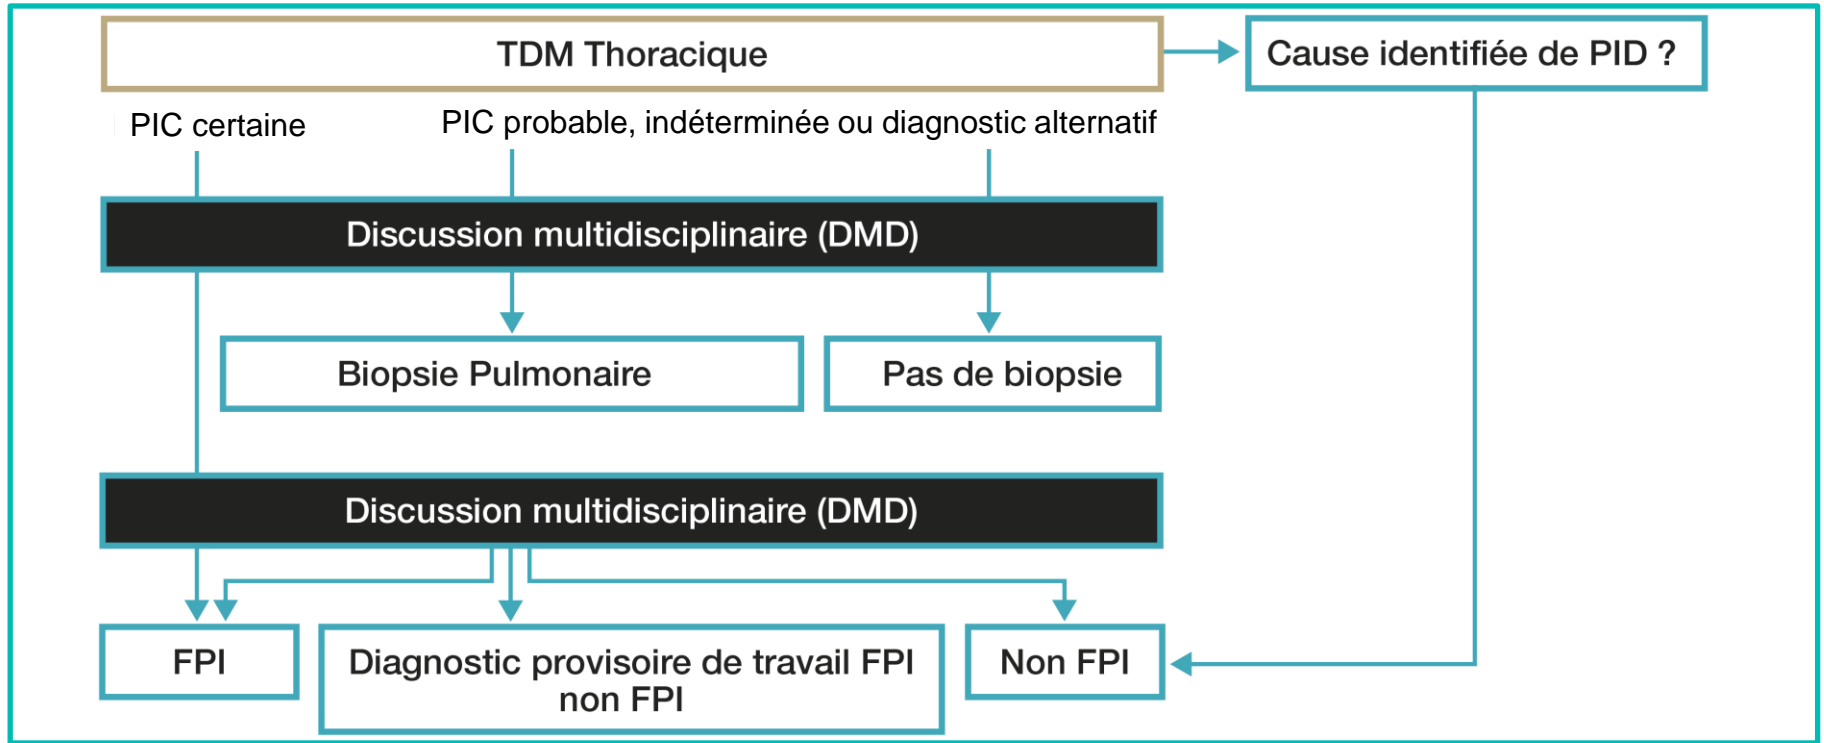 TDM Thoracique
Cause identifiée de PID ?
PIC certaine
PIC probable, indéterminée ou diagnostic alternatif
Discussion multidisciplinaire (DMD)
Biopsie Pulmonaire
Pas de biopsie
Discussion multidisciplinaire (DMD)
FPI
Diagnostic provisoire de travail FPI
non FPI
Non FPI